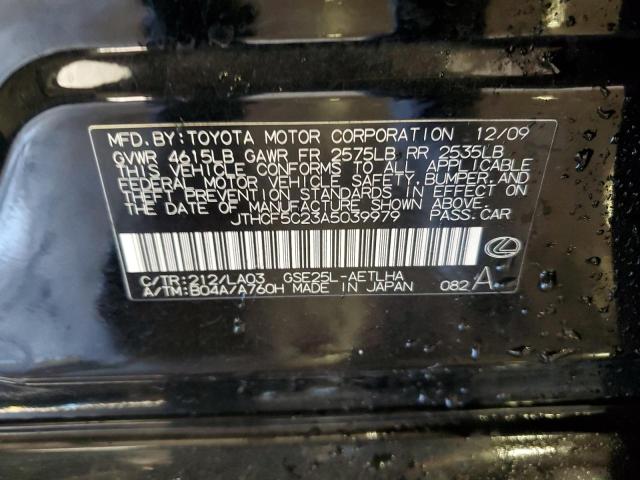 MFD. BY: TOYOTA MOTOR CORPORATION 12/09
GVWR 4615LB GAWR FR 2575LB RR 2535LB
THIS VEHICLE CONFORMS TO ALL APPLICABLE
FEDERAL MOTOR VEHICLE SAFETY, BUMPER, AND
THEFT PREVENTION STANDARDS IN EFFECT ON
THE DATE OF MANUFACTURE SHOWN ABOVE.
JTHCF5C23A5039979 PASS. CAR
C/TR: 212/LA03 GSE25L-AETLHA
A/TM: B04A/A760H MADE IN JAPAN 082 A